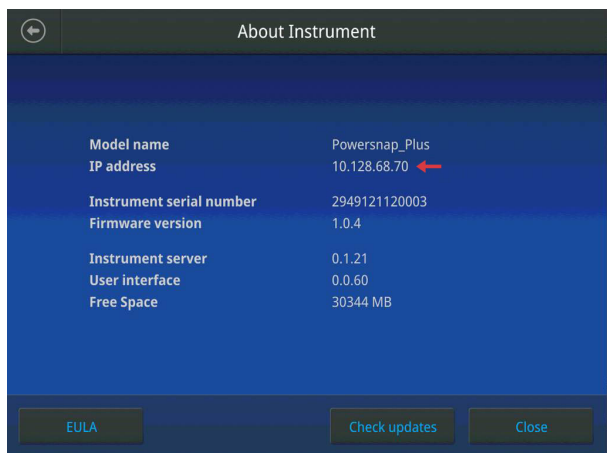 About Instrument
Model name Powersnap_Plus
IP address 10.128.68.70
Instrument serial number 2949121120003
Firmware version 1.0.4
Instrument server 0.1.21
User interface 0.0.60
Free Space 30344 MB
EULA Check updates Close